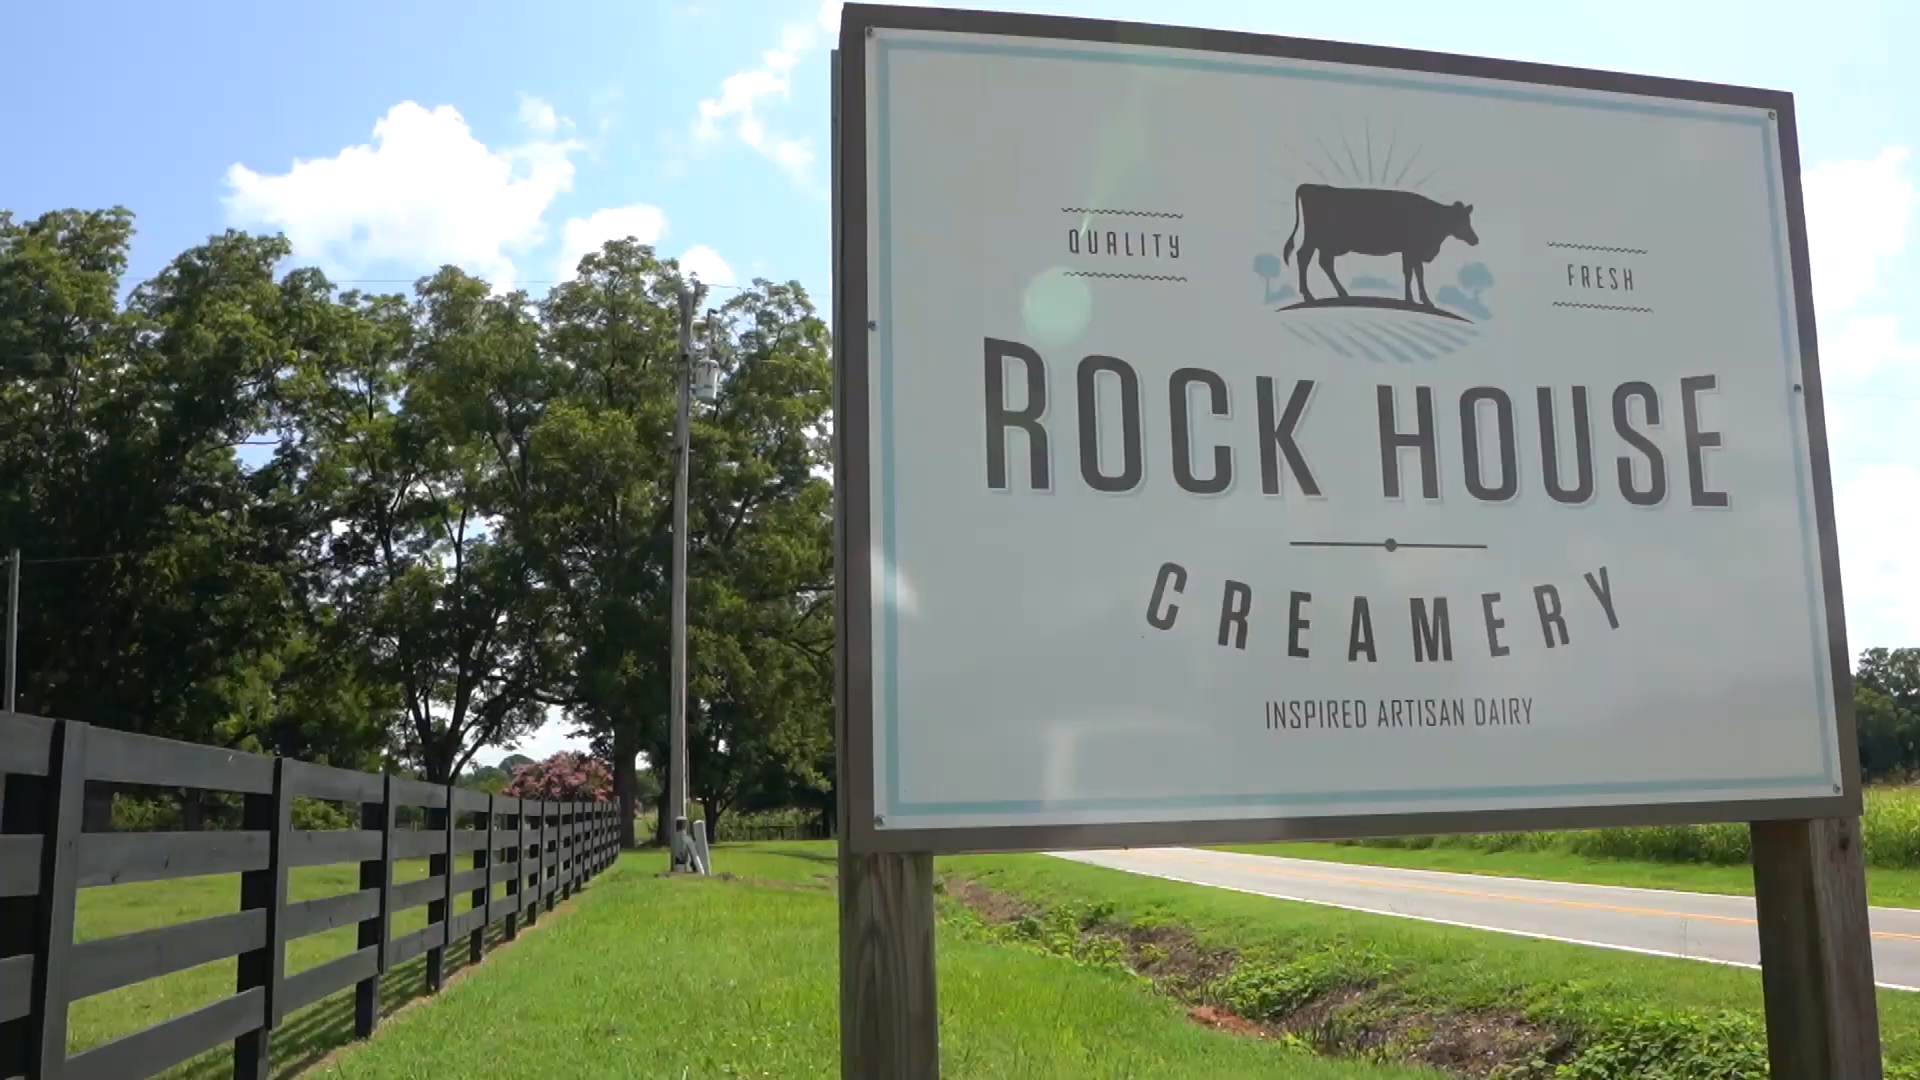 QUALITY
FRESH
ROCK HOUSE
CREAMERY
INSPIRED ARTISAN DAIRY